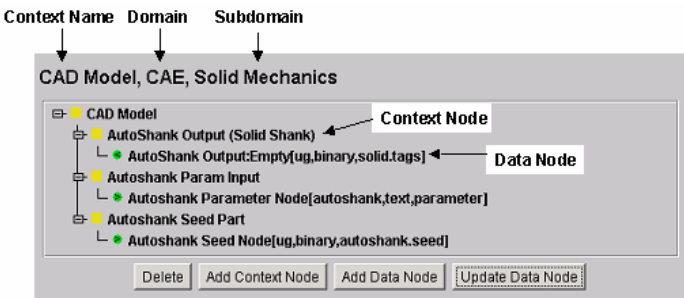 Context Name Domain Subdomain
CAD Model, CAE, Solid Mechanics
CAD Model
AutoShank Output (Solid Shank)
Context Node
AutoShank Output:Empty[ug,binary,solid.tags]
Data Node
Autoshank Param Input
Autoshank Parameter Node[autoshank,text,parameter]
Autoshank Seed Part
Autoshank Seed Node[ug,binary,autoshank.seed]
Delete Add Context Node Add Data Node Update Data Node